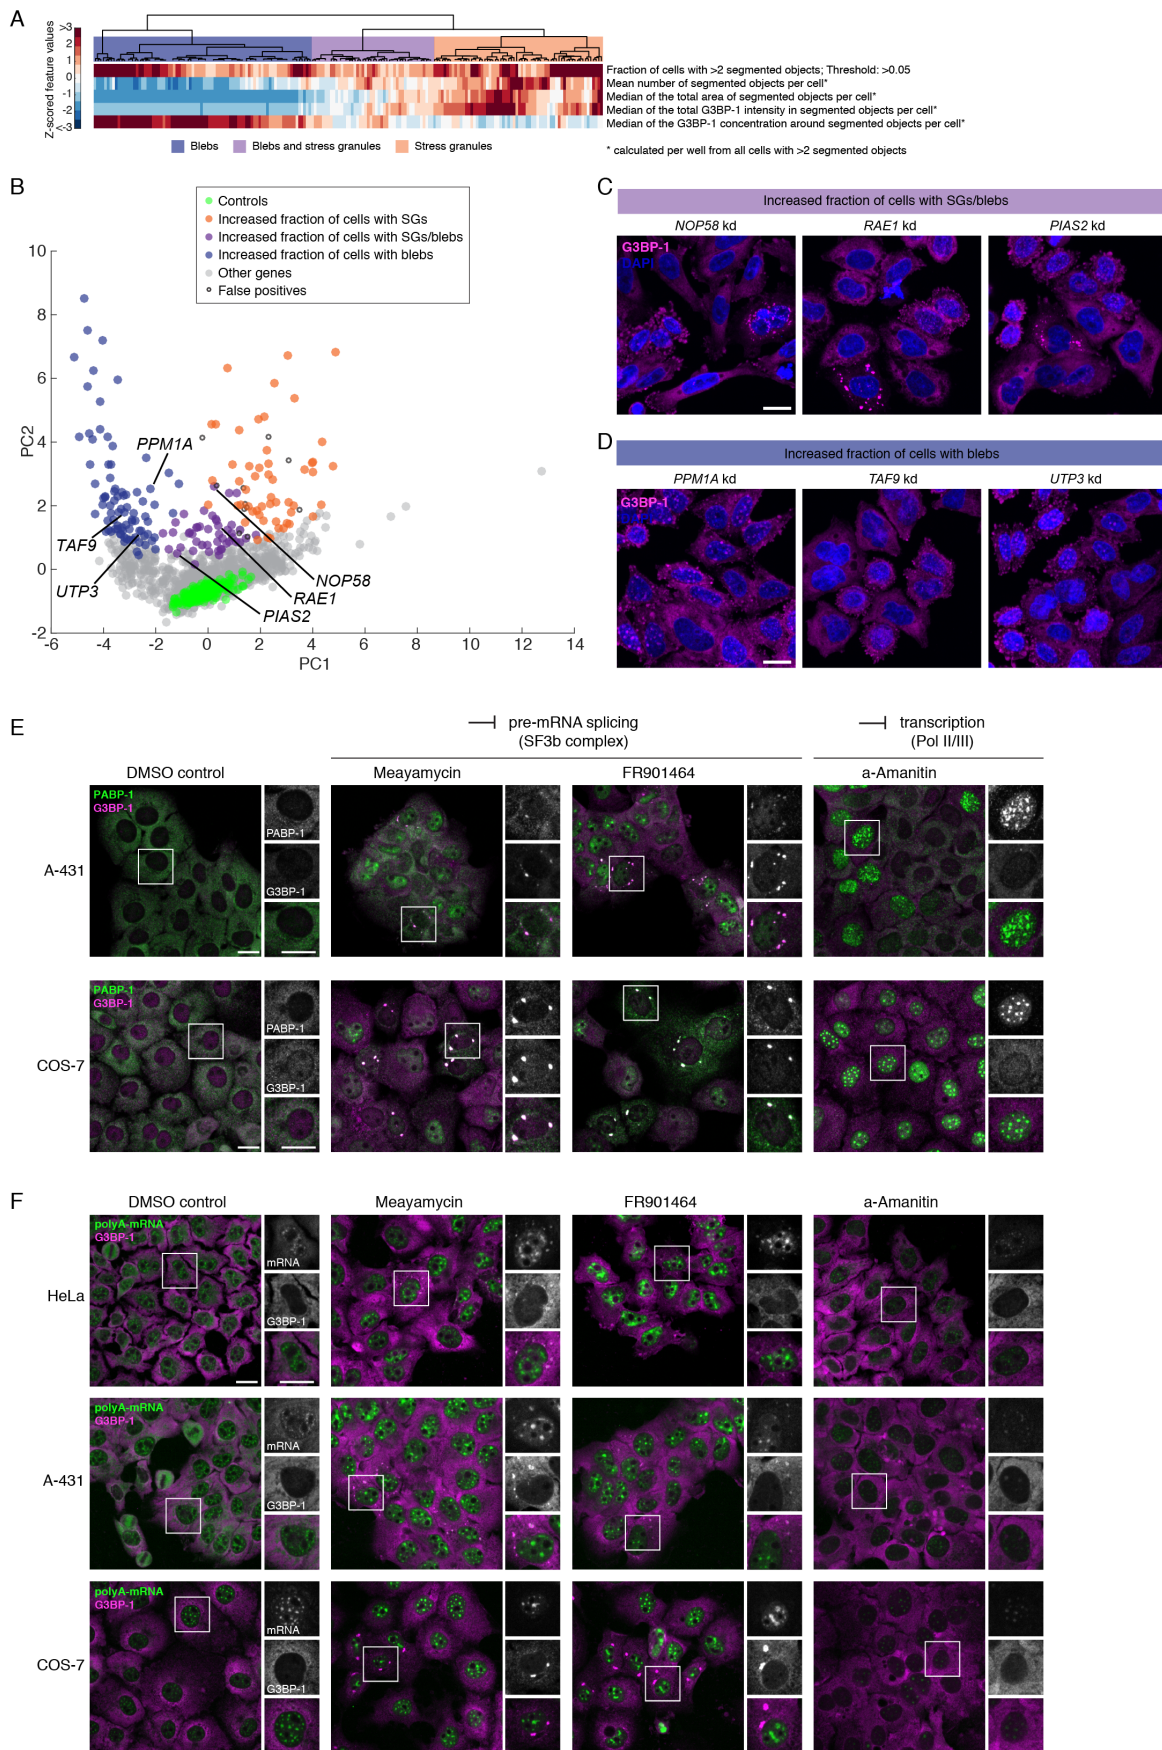 A
Z-scored feature values
>3
2
1
0
-1
-2
<-3
Fraction of cells with >2 segmented objects; Threshold: >0.05
Mean number of segmented objects per cell*
Median of the total area of segmented objects per cell*
Median of the total G3BP-1 intensity in segmented objects per cell*
Median of the G3BP-1 concentration around segmented objects per cell*
Blebs
Blebs and stress granules
Stress granules
* calculated per well from all cells with >2 segmented objects
B
Controls
Increased fraction of cells with SGs
Increased fraction of cells with SGs/blebs
Increased fraction of cells with blebs
Other genes
False positives
PC2
10
8
6
4
2
0
-2
PPM1A
TAF9
UTP3
NOP58
RAE1
PIAS2
-6
-4
-2
0
2
4
6
8
10
12
14
PC1
C
Increased fraction of cells with SGs/blebs
NOP58 kd
RAE1 kd
PIAS2 kd
G3BP-1
DAPI
D
Increased fraction of cells with blebs
PPM1A kd
TAF9 kd
UTP3 kd
G3BP-1
DAPI
E
pre-mRNA splicing
(SF3b complex)
transcription
(Pol II/III)
DMSO control
Meayamycin
FR901464
a-Amanitin
A-431
PABP-1
G3BP-1
PABP-1
G3BP-1
COS-7
PABP-1
G3BP-1
PABP-1
G3BP-1
F
DMSO control
Meayamycin
FR901464
a-Amanitin
HeLa
polyA-mRNA
G3BP-1
mRNA
G3BP-1
A-431
polyA-mRNA
G3BP-1
mRNA
G3BP-1
COS-7
polyA-mRNA
G3BP-1
mRNA
G3BP-1